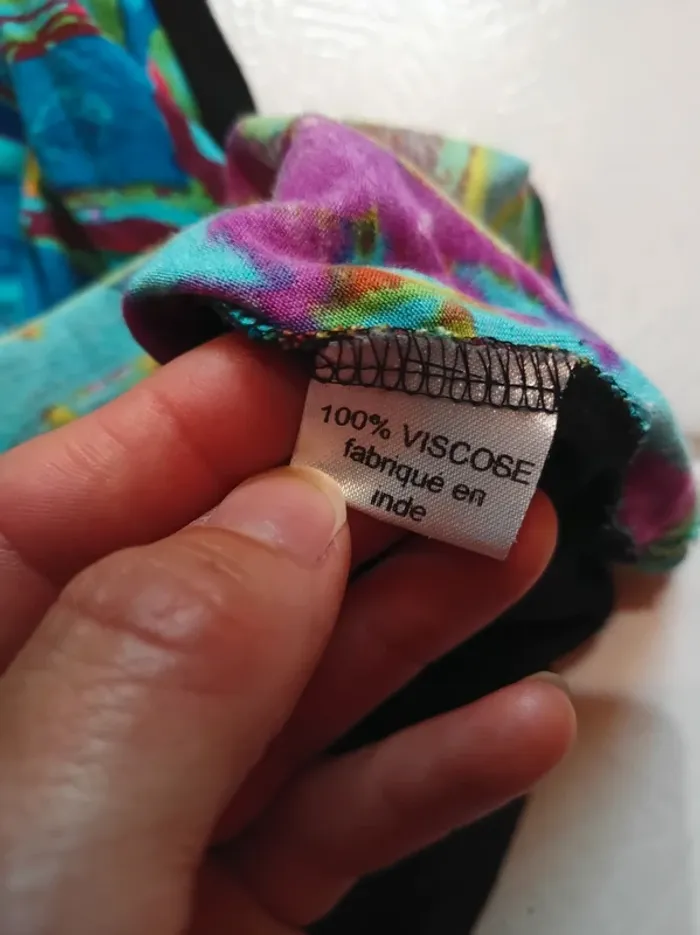 100% VISCOSE
fabriqué en
inde